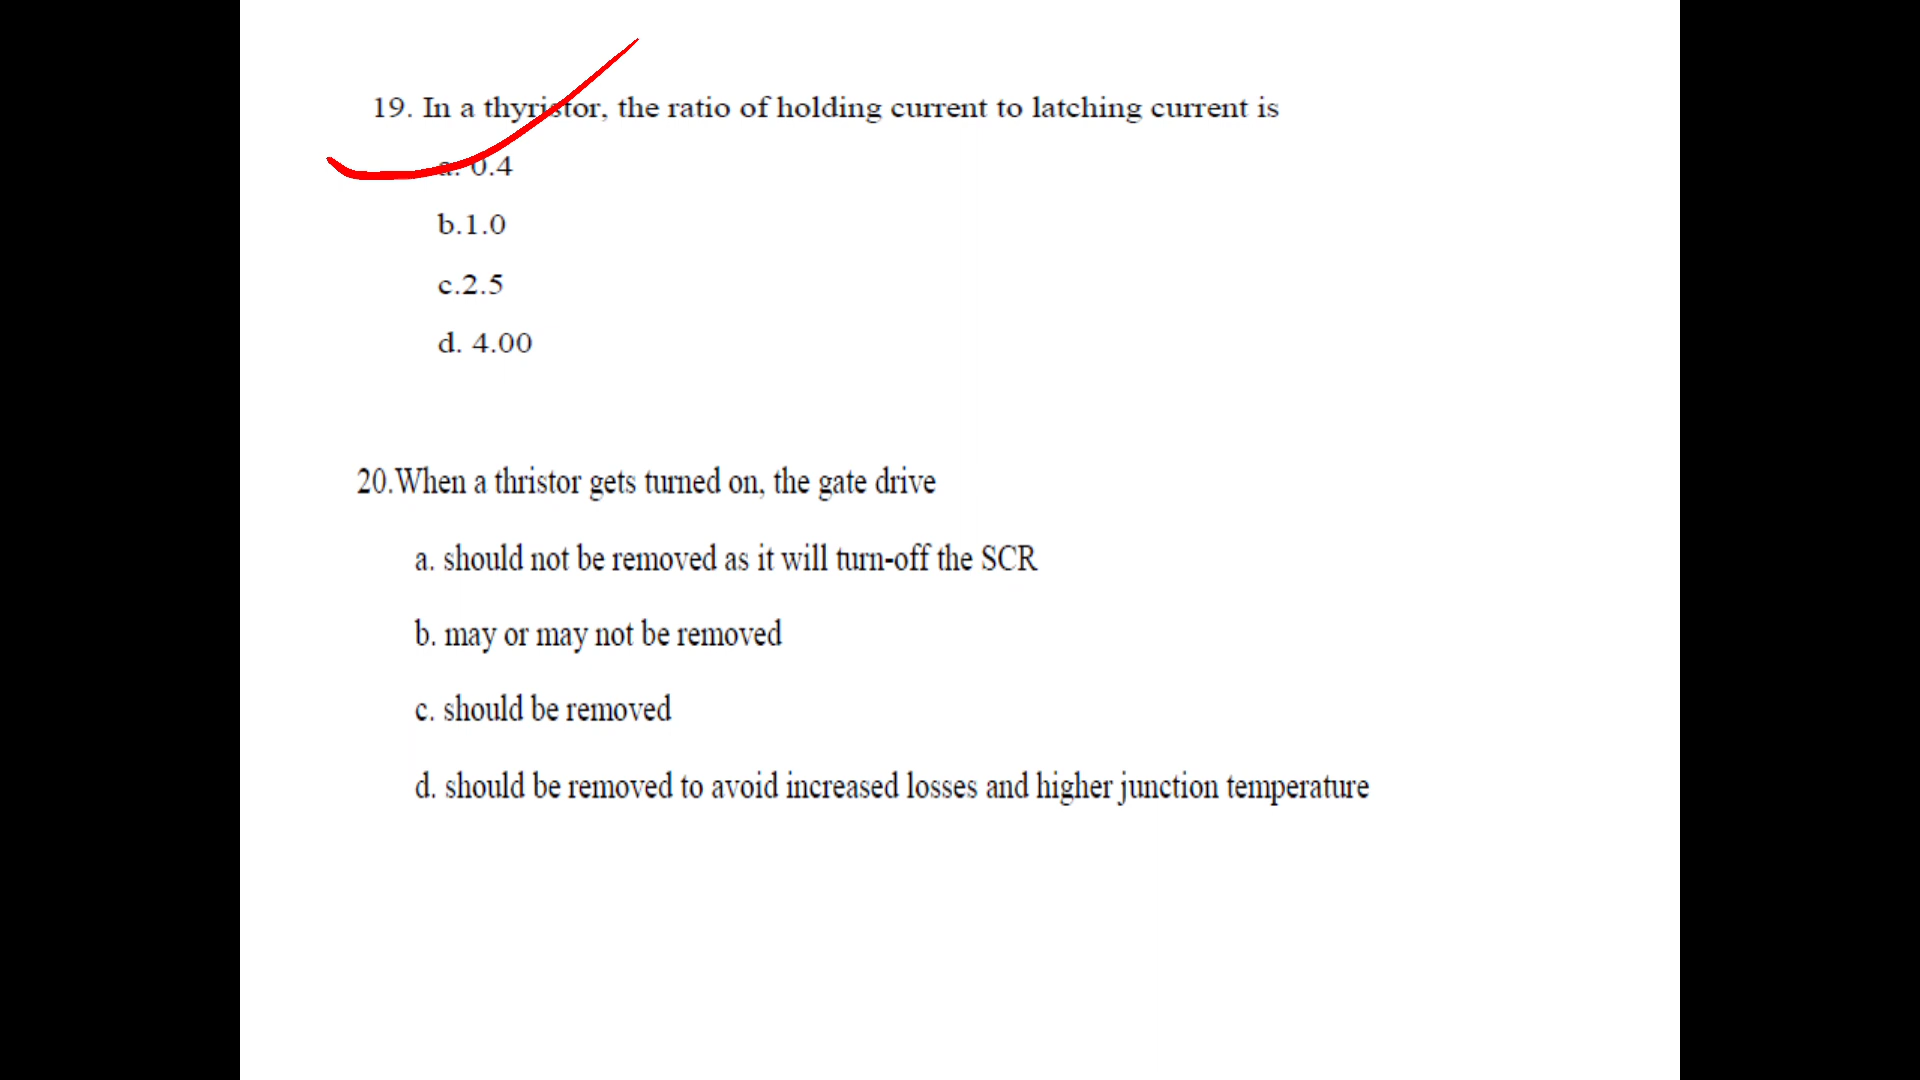 19. In a thyristor, the ratio of holding current to latching current is
a. 0.4
b.1.0
c.2.5
d. 4.00
20.When a thristor gets turned on, the gate drive
a. should not be removed as it will turn-off the SCR
b. may or may not be removed
c. should be removed
d. should be removed to avoid increased losses and higher junction temperature